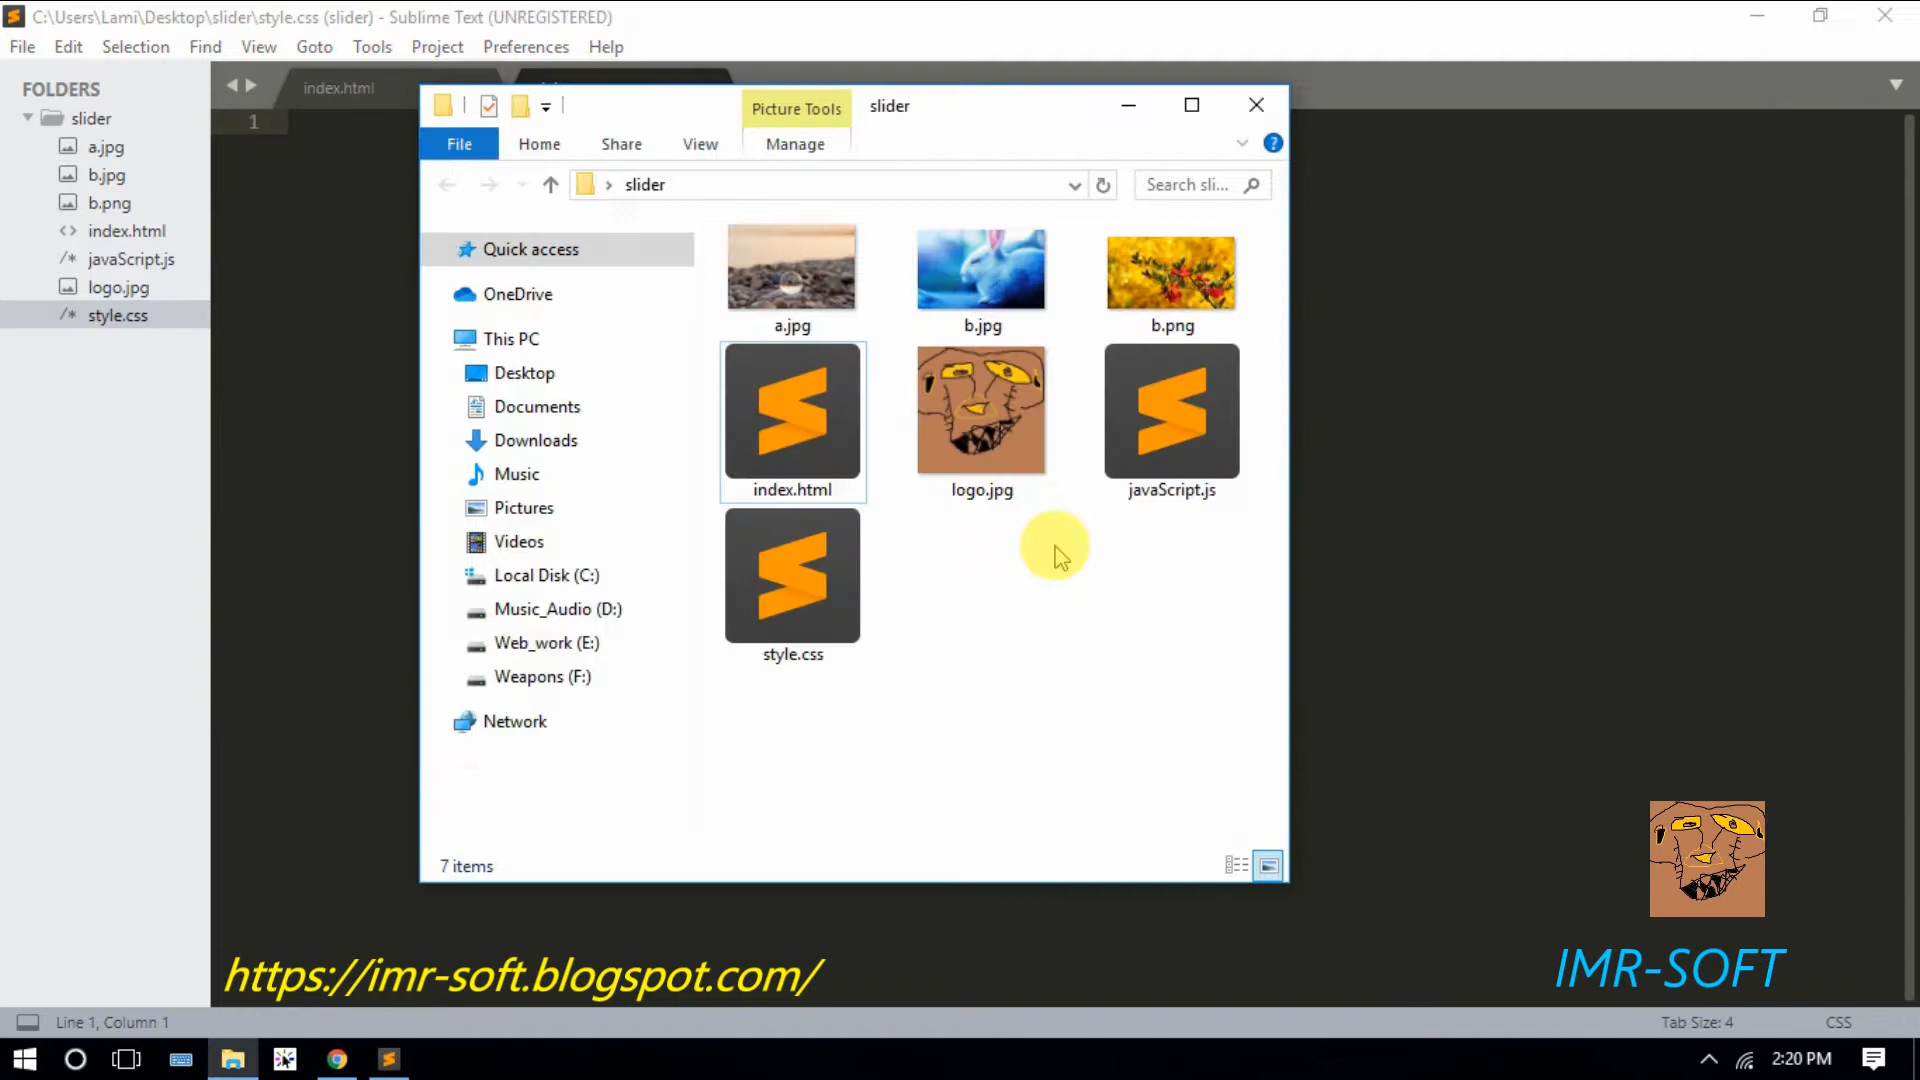 C:\Users\Lami\Desktop\slider\style.css (slider) - Sublime Text (UNREGISTERED)
File Edit Selection Find View Goto Tools Project Preferences Help
FOLDERS
slider
a.jpg
b.jpg
b.png
index.html
javaScript.js
logo.jpg
style.css
index.html
1
Picture Tools slider
File Home Share View Manage
slider
Search sli...
Quick access
OneDrive
This PC
Desktop
Documents
Downloads
Music
Pictures
Videos
Local Disk (C:)
Music_Audio (D:)
Web_work (E:)
Weapons (F:)
Network
a.jpg b.jpg b.png
index.html logo.jpg javaScript.js
style.css
7 items
https://imr-soft.blogspot.com/
IMR-SOFT
Line 1, Column 1 Tab Size: 4 CSS
2:20 PM